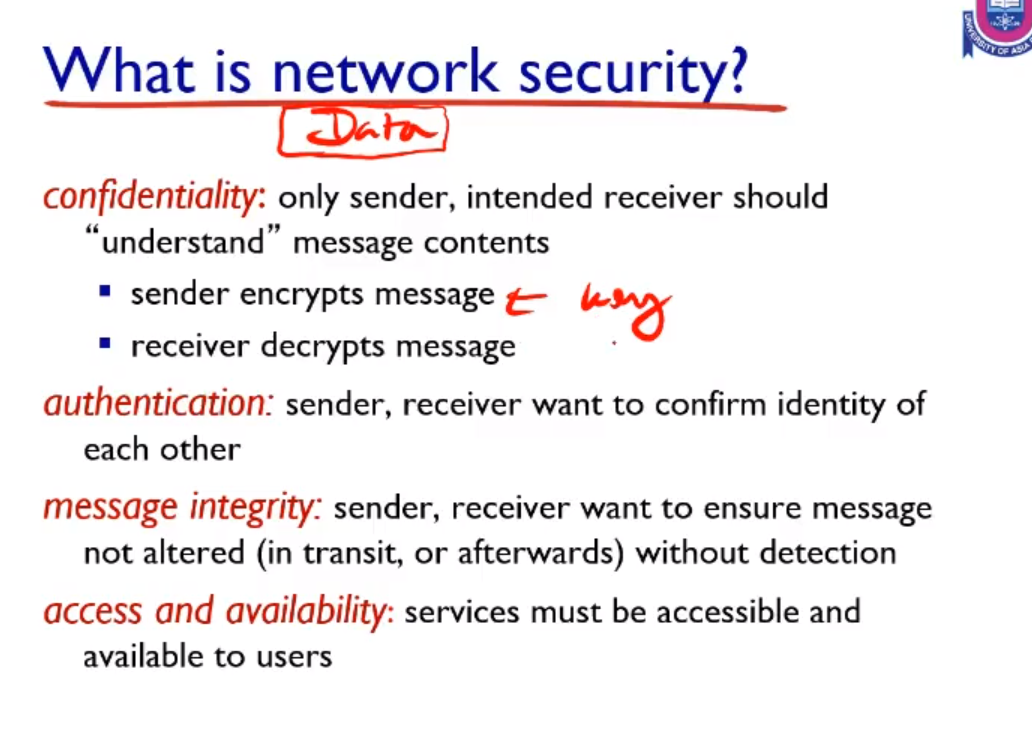 What is network security?
Data
confidentiality: only sender, intended receiver should
“understand” message contents
▪ sender encrypts message ← key
▪ receiver decrypts message
authentication: sender, receiver want to confirm identity of
each other
message integrity: sender, receiver want to ensure message
not altered (in transit, or afterwards) without detection
access and availability: services must be accessible and
available to users
UNIVERSITY OF ASIA